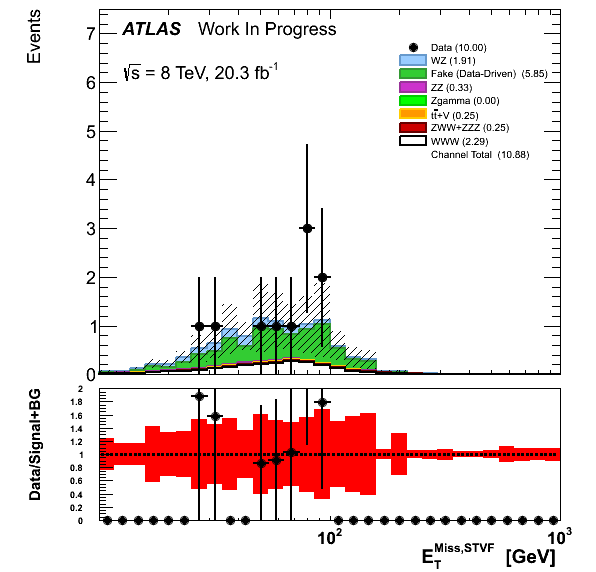 Events
ATLAS Work In Progress
√s = 8 TeV, 20.3 fb-1
Data (10.00)
WZ (1.91)
Fake (Data-Driven) (5.85)
ZZ (0.33)
Zgamma (0.00)
tt̄+V (0.25)
ZWW+ZZZ (0.25)
WWW (2.29)
Channel Total (10.88)
7
6
5
4
3
2
1
0
Data/Signal+BG
2
1.8
1.6
1.4
1.2
1
0.8
0.6
0.4
0.2
0
10^2
10^3
E_T^Miss,STVF [GeV]